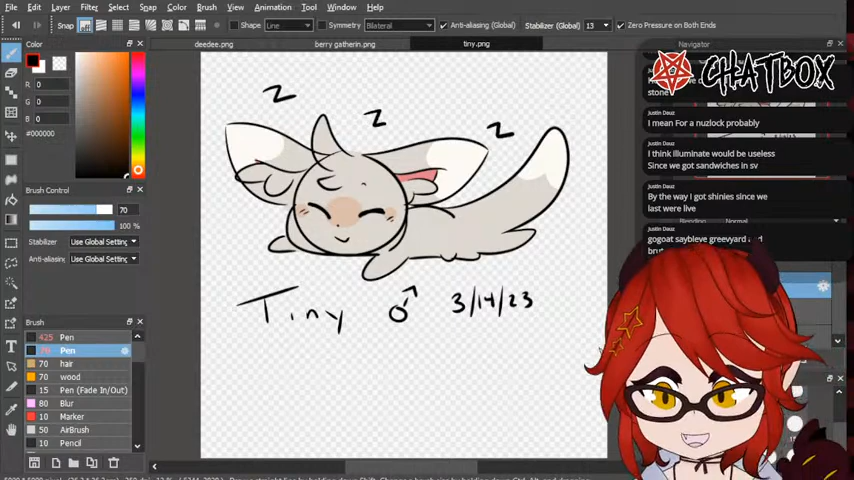 File Edit Layer Brush Color Snap Selection View Animation Tool Window Help
Snap off Shape: Line Symmetry Bilateral Anti-aliasing (Global) Stabilizer (Global) 13 Zero Pressure on Both Ends
Color
R 0
G 0
B 0
#000000
Brush Control
70
100 %
Stabilizer Use Global Setting
Anti-aliasing: Use Global Setting
Brush
425 Pen
70 Pen
70 hair
70 wood
15 Pen (Fade In/Out)
80 Blur
10 Marker
50 AirBrush
10 Pencil
deedee.png berry gatherin.png tiny.png
Z
Z
Z
Tiny ♂ 3/14/23
Navigator
CHATBOX
stone
Justin Dauz
I mean For a nuzlock probably
Justin Dauz
I think illuminate would be useless
Since we got sandwiches in sv
Justin Dauz
By the way I got shinies since we
last were live
Justin Dauz
gogoat saybleve greevyard and